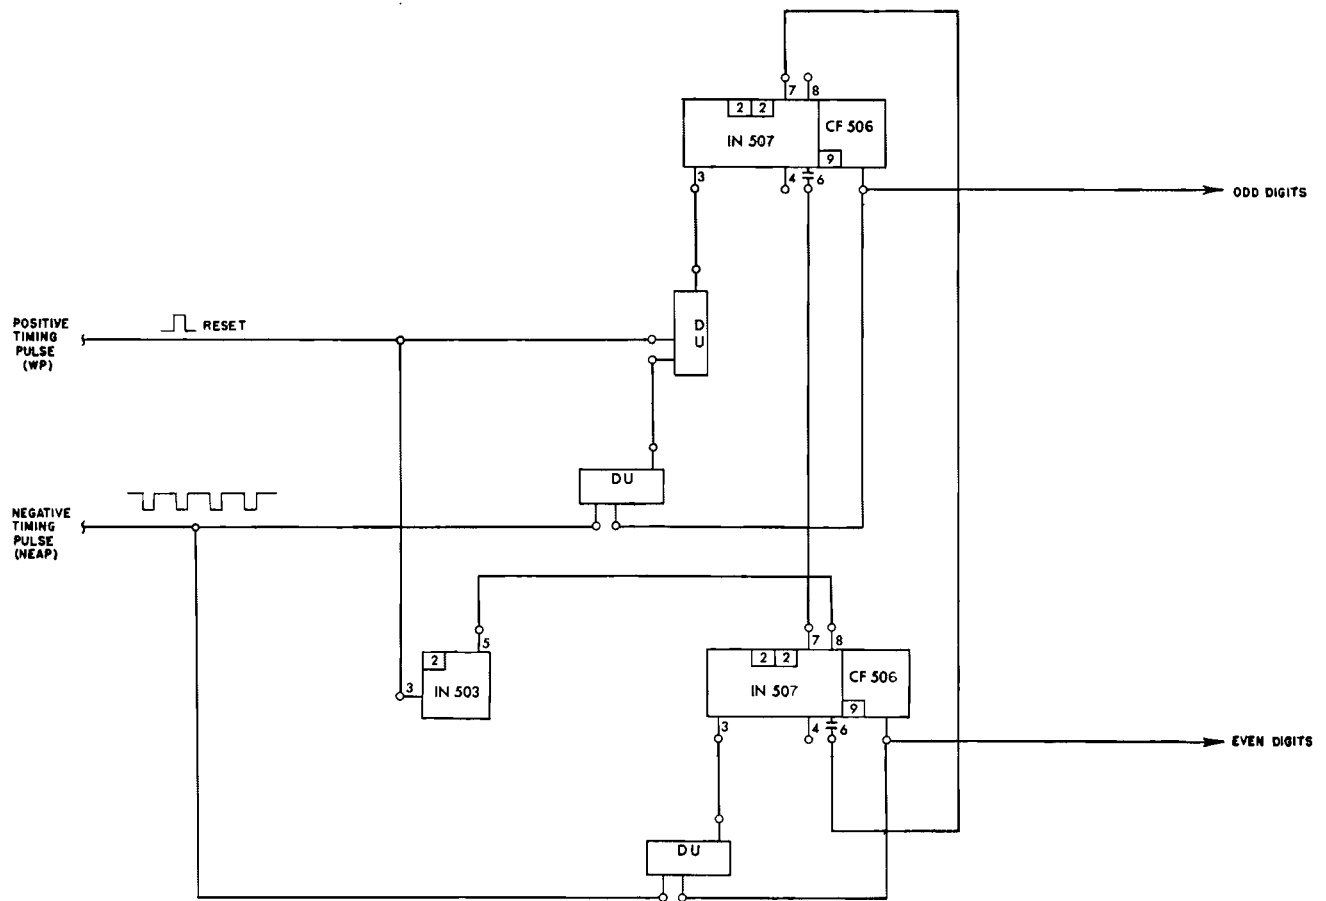 7 8
2 2
CF 506
IN 507
9
3
4
6
ODD DIGITS
POSITIVE
TIMING
PULSE
(WP)
RESET
D
U
DU
NEGATIVE
TIMING
PULSE
(NEAP)
5
2
3
IN 503
7 8
2 2
CF 506
IN 507
9
3
4
6
EVEN DIGITS
DU